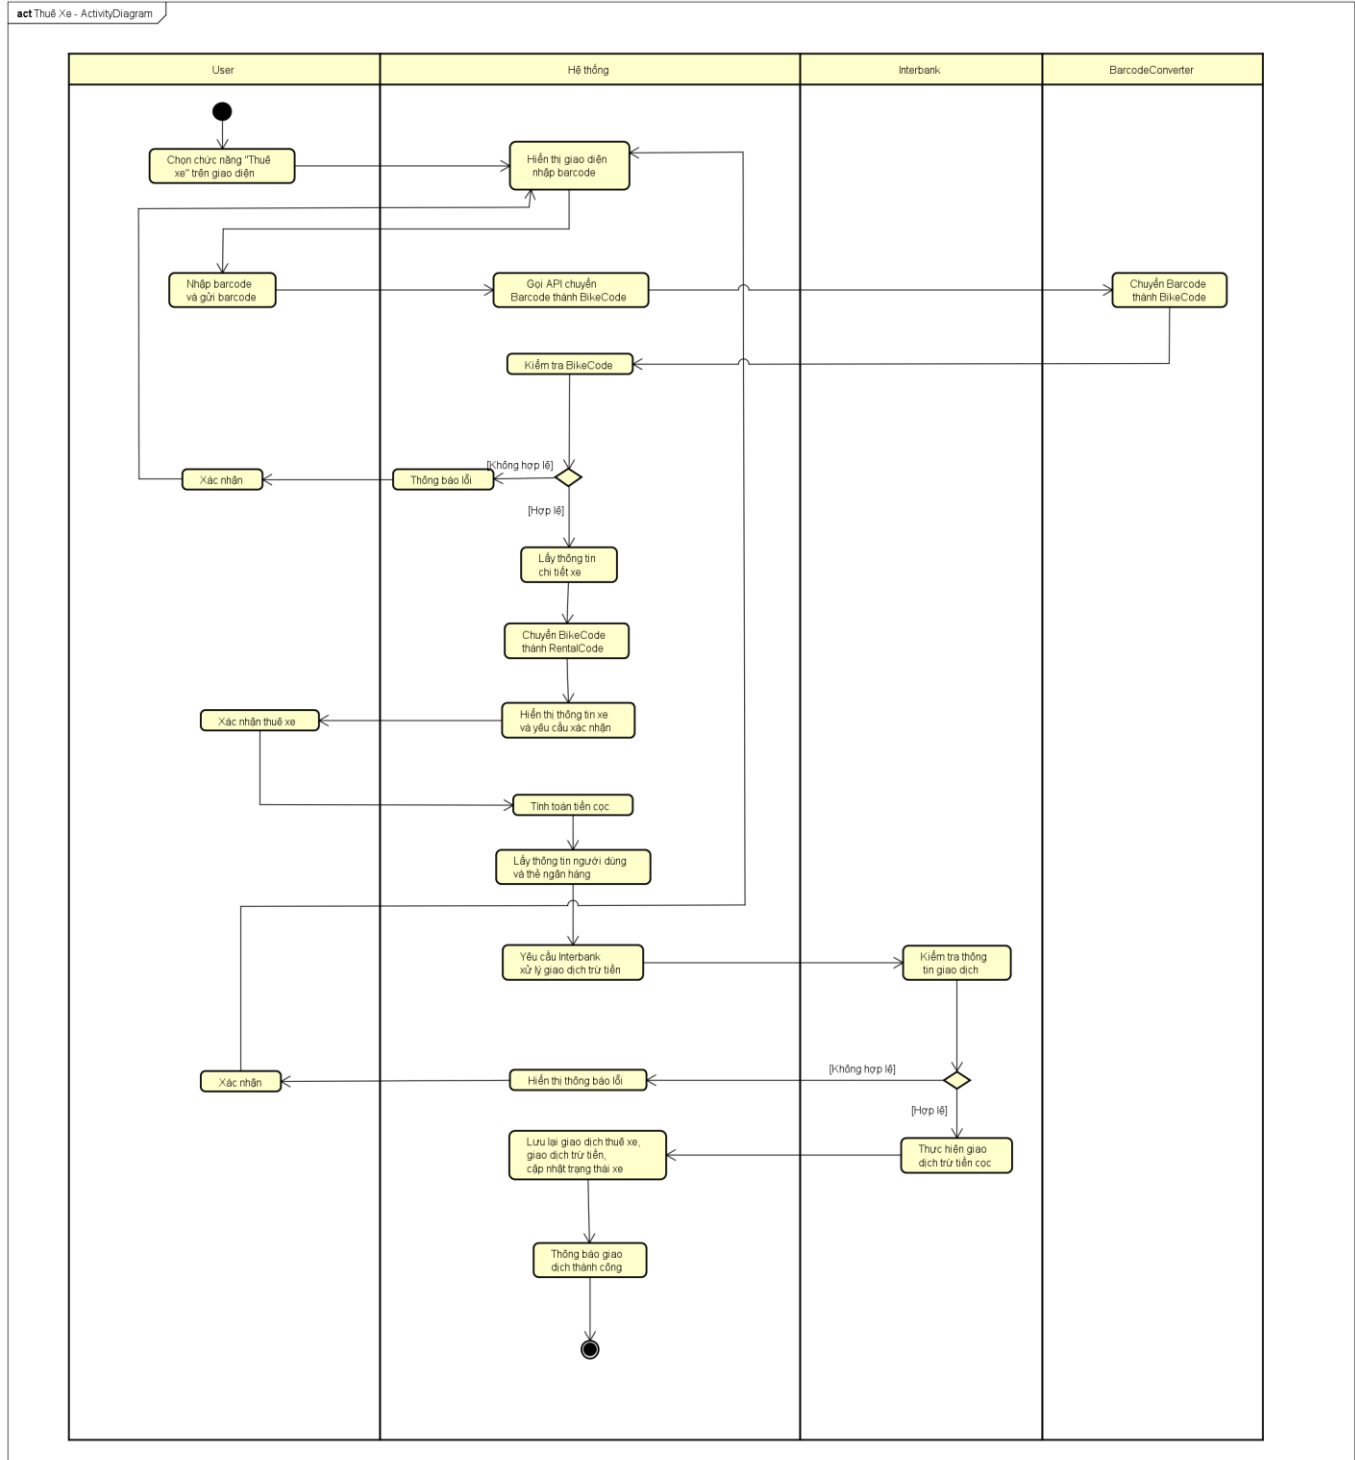 act Thuê Xe - ActivityDiagram
User
Hệ thống
Interbank
BarcodeConverter
Chọn chức năng "Thuê
xe" trên giao diện
Hiển thị giao diện
nhập barcode
Nhập barcode
và gửi barcode
Gọi API chuyển
Barcode thành BikeCode
Chuyển Barcode
thành BikeCode
Kiểm tra BikeCode
[Không hợp lệ]
Xác nhận
Thông báo lỗi
[Hợp lệ]
Lấy thông tin
chi tiết xe
Chuyển BikeCode
thành RentalCode
Xác nhận thuê xe
Hiển thị thông tin xe
và yêu cầu xác nhận
Tính toán tiền cọc
Lấy thông tin người dùng
và thẻ ngân hàng
Yêu cầu Interbank
xử lý giao dịch trừ tiền
Kiểm tra thông
tin giao dịch
[Không hợp lệ]
Xác nhận
Hiển thị thông báo lỗi
[Hợp lệ]
Lưu lại giao dịch thuê xe,
giao dịch trừ tiền,
cập nhật trạng thái xe
Thực hiện giao
dịch trừ tiền cọc
Thông báo giao
dịch thành công